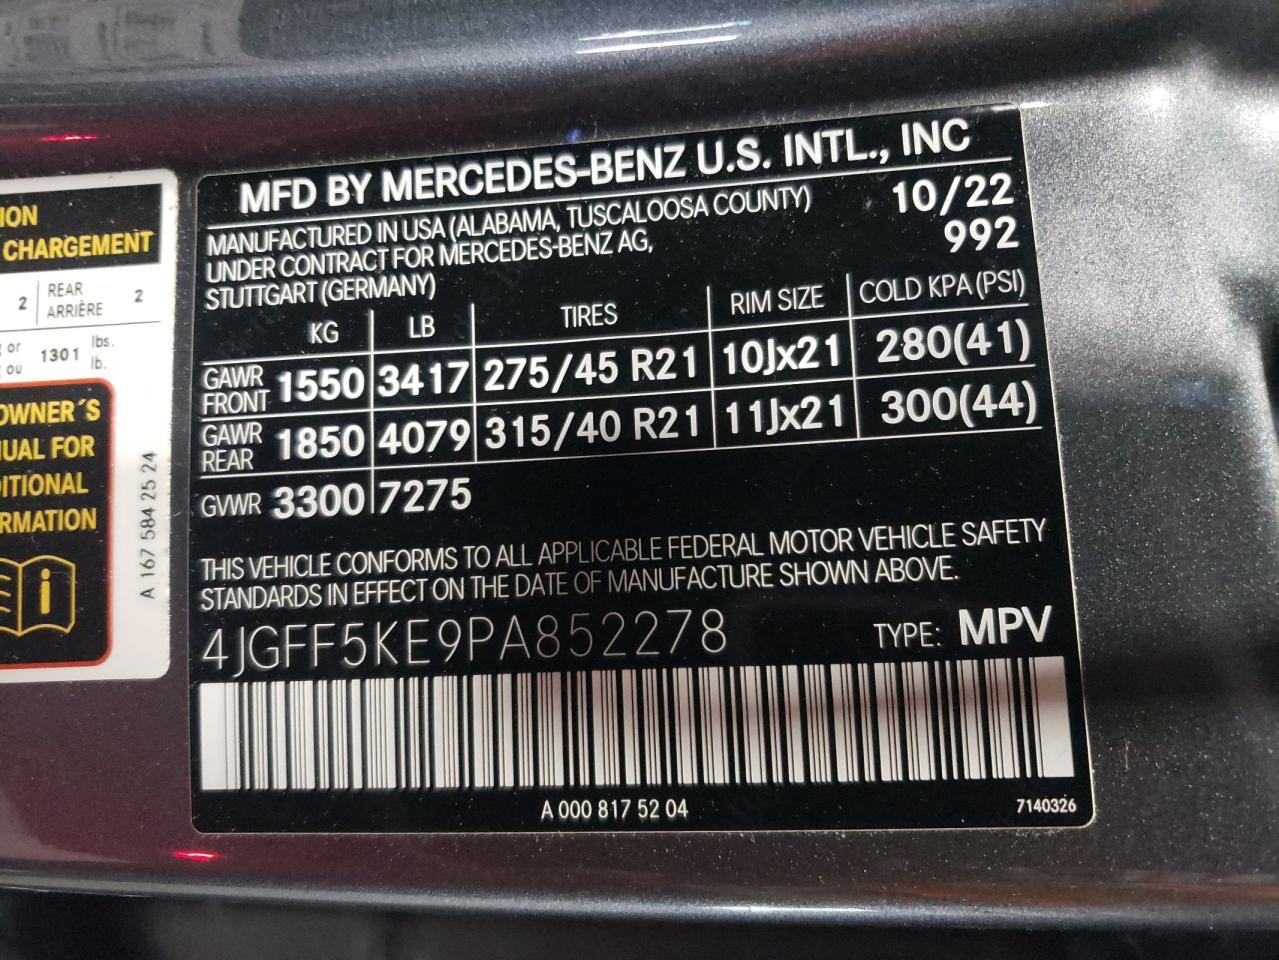 ION
CHARGEMENT
2 REAR ARRIÈRE 2
g or ou 1301 lbs. lb.
OWNER´S
UAL FOR
DITIONAL
RMATION
A 167 584 25 24
MFD BY MERCEDES-BENZ U.S. INTL., INC
MANUFACTURED IN USA (ALABAMA, TUSCALOOSA COUNTY) 10/22
UNDER CONTRACT FOR MERCEDES-BENZ AG, 992
STUTTGART (GERMANY)
KG LB TIRES RIM SIZE COLD KPA (PSI)
GAWR FRONT 1550 3417 275/45 R21 10Jx21 280(41)
GAWR REAR 1850 4079 315/40 R21 11Jx21 300(44)
GVWR 3300 7275
THIS VEHICLE CONFORMS TO ALL APPLICABLE FEDERAL MOTOR VEHICLE SAFETY
STANDARDS IN EFFECT ON THE DATE OF MANUFACTURE SHOWN ABOVE.
4JGFF5KE9PA852278 TYPE: MPV
A 000 817 52 04 7140326